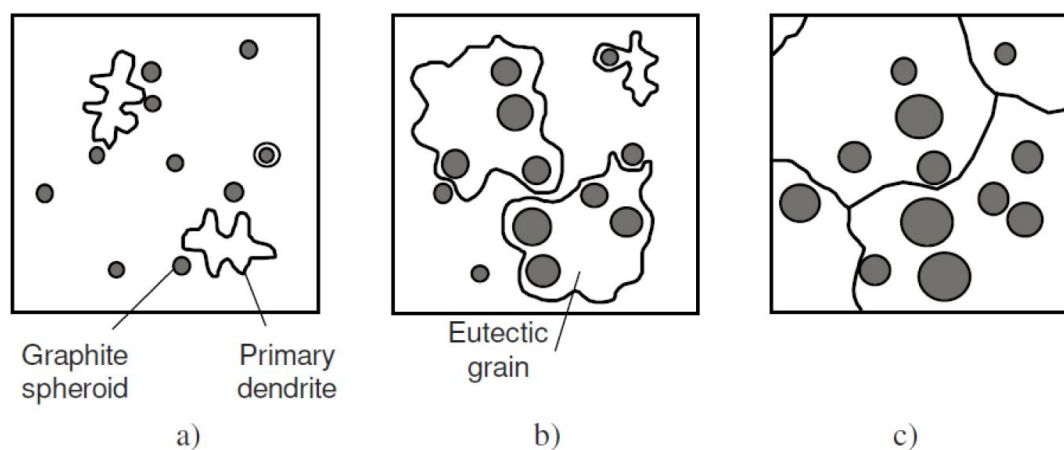 Graphite
spheroid
Primary
dendrite
Eutectic
grain
a)
b)
c)